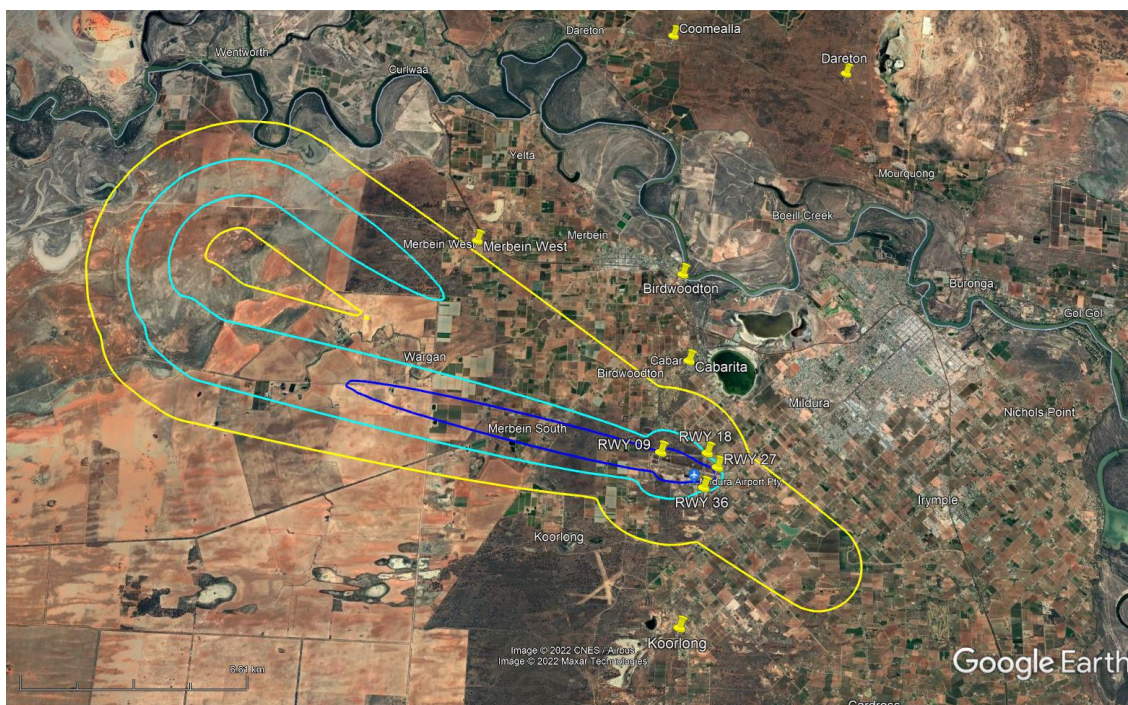 Coomealla
Dareton
Wentworth
Dareton
Curlwaa
Yelta
Mourquong
Boeill Creek
Merbein West
Merbein West
Merbein
Birdwoodton
Buronga
Gol Gol
Wargan
Cabarita
Birdwoodton
Mildura
Nichols Point
Merbein South
RWY 09
RWY 18
RWY 27
Mildura Airport Pty
RWY 36
Irymple
Koorlong
Koorlong
Image © 2022 CNES / Airbus
Image © 2022 Maxar Technologies
Google Earth